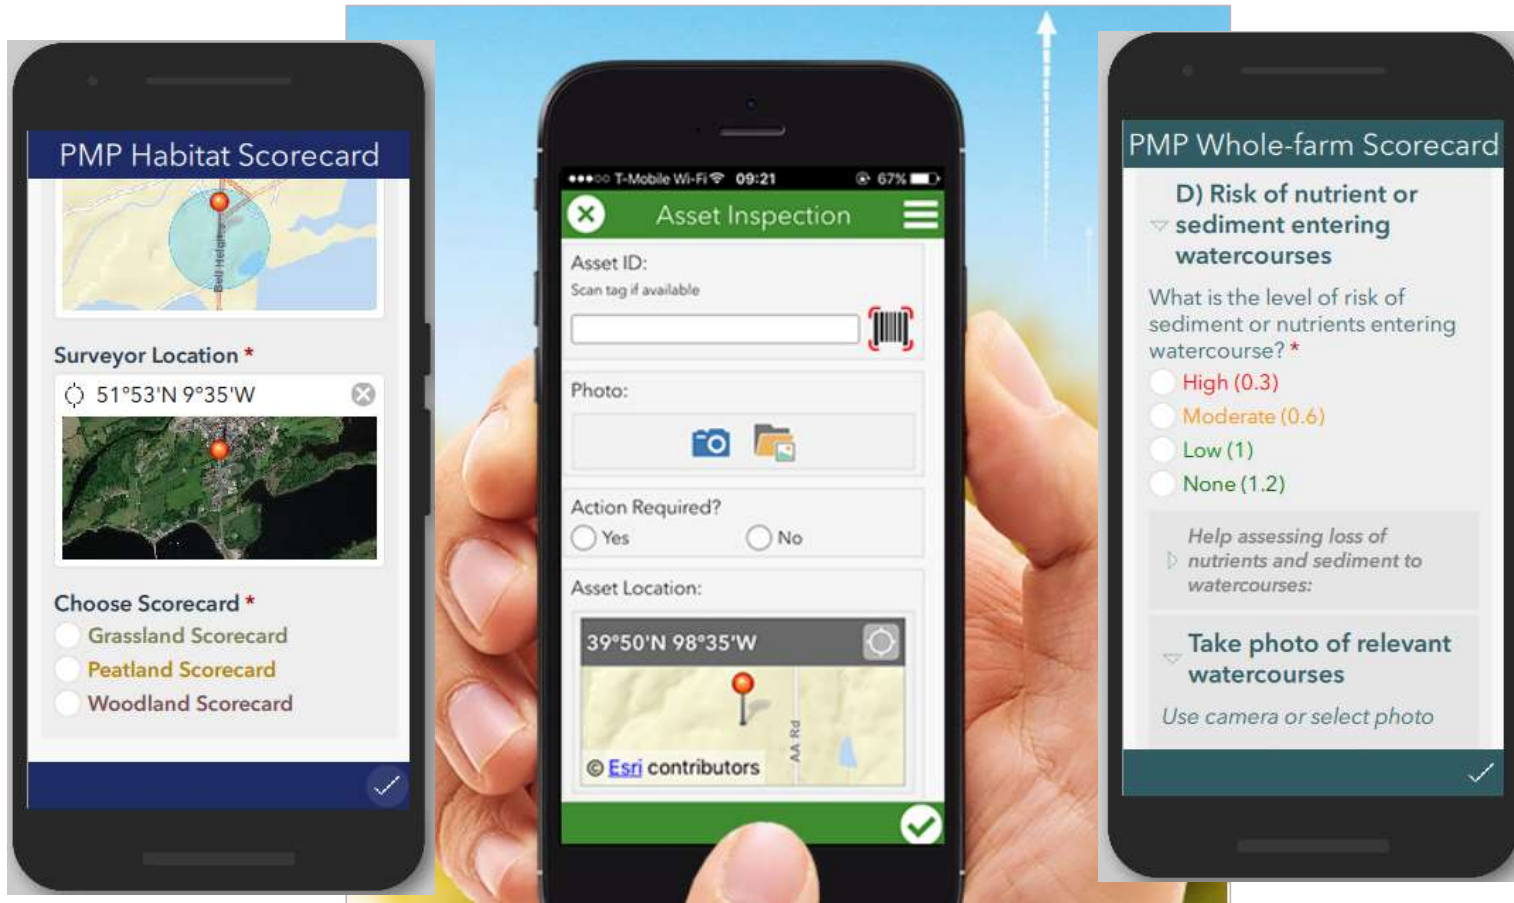 PMP Habitat Scorecard
Bell Height
Surveyor Location *
51°53'N 9°35'W
Choose Scorecard *
Grassland Scorecard
Peatland Scorecard
Woodland Scorecard
T-Mobile Wi-Fi 09:21 67%
Asset Inspection
Asset ID:
Scan tag if available
Photo:
Action Required?
Yes No
Asset Location:
39°50'N 98°35'W
AA Rd
© Esri contributors
PMP Whole-farm Scorecard
D) Risk of nutrient or
sediment entering
watercourses
What is the level of risk of
sediment or nutrients entering
watercourse? *
High (0.3)
Moderate (0.6)
Low (1)
None (1.2)
Help assessing loss of
nutrients and sediment to
watercourses:
Take photo of relevant
watercourses
Use camera or select photo